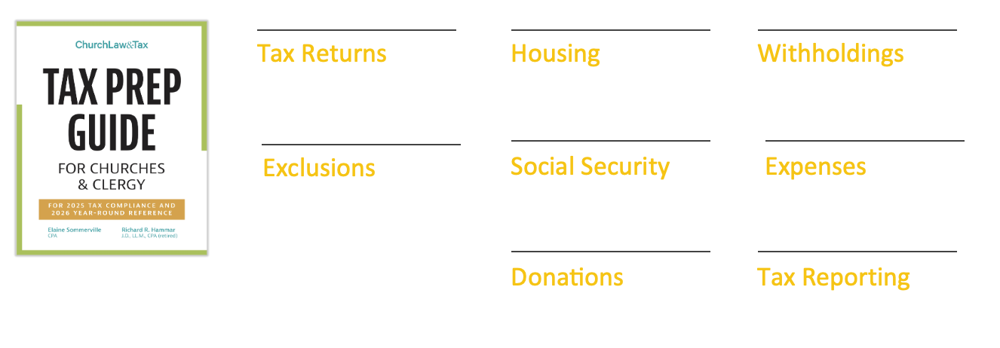 ChurchLaw&Tax
TAX PREP
GUIDE
FOR CHURCHES
& CLERGY
FOR 2025 TAX COMPLIANCE AND
2026 YEAR-ROUND REFERENCE
Elaine Sommerville
CPA
Richard R. Hammar
J.D., LL.M., CPA (retired)
Tax Returns
Housing
Withholdings
Exclusions
Social Security
Expenses
Donations
Tax Reporting